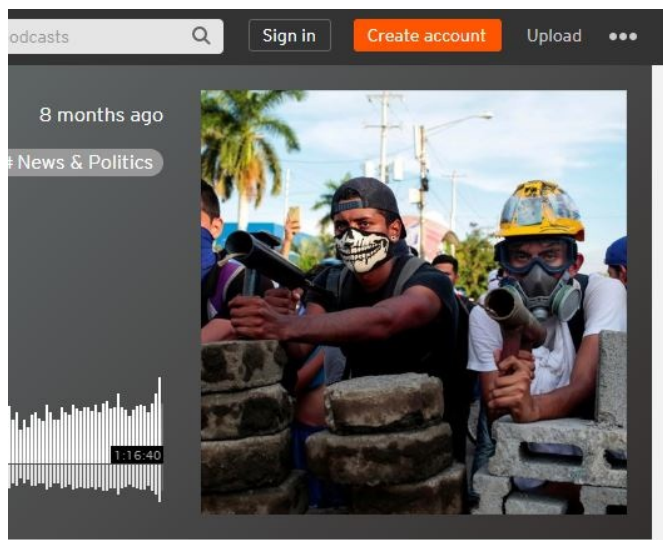 odcasts
Sign in
Create account
Upload
8 months ago
# News & Politics
1:16:40